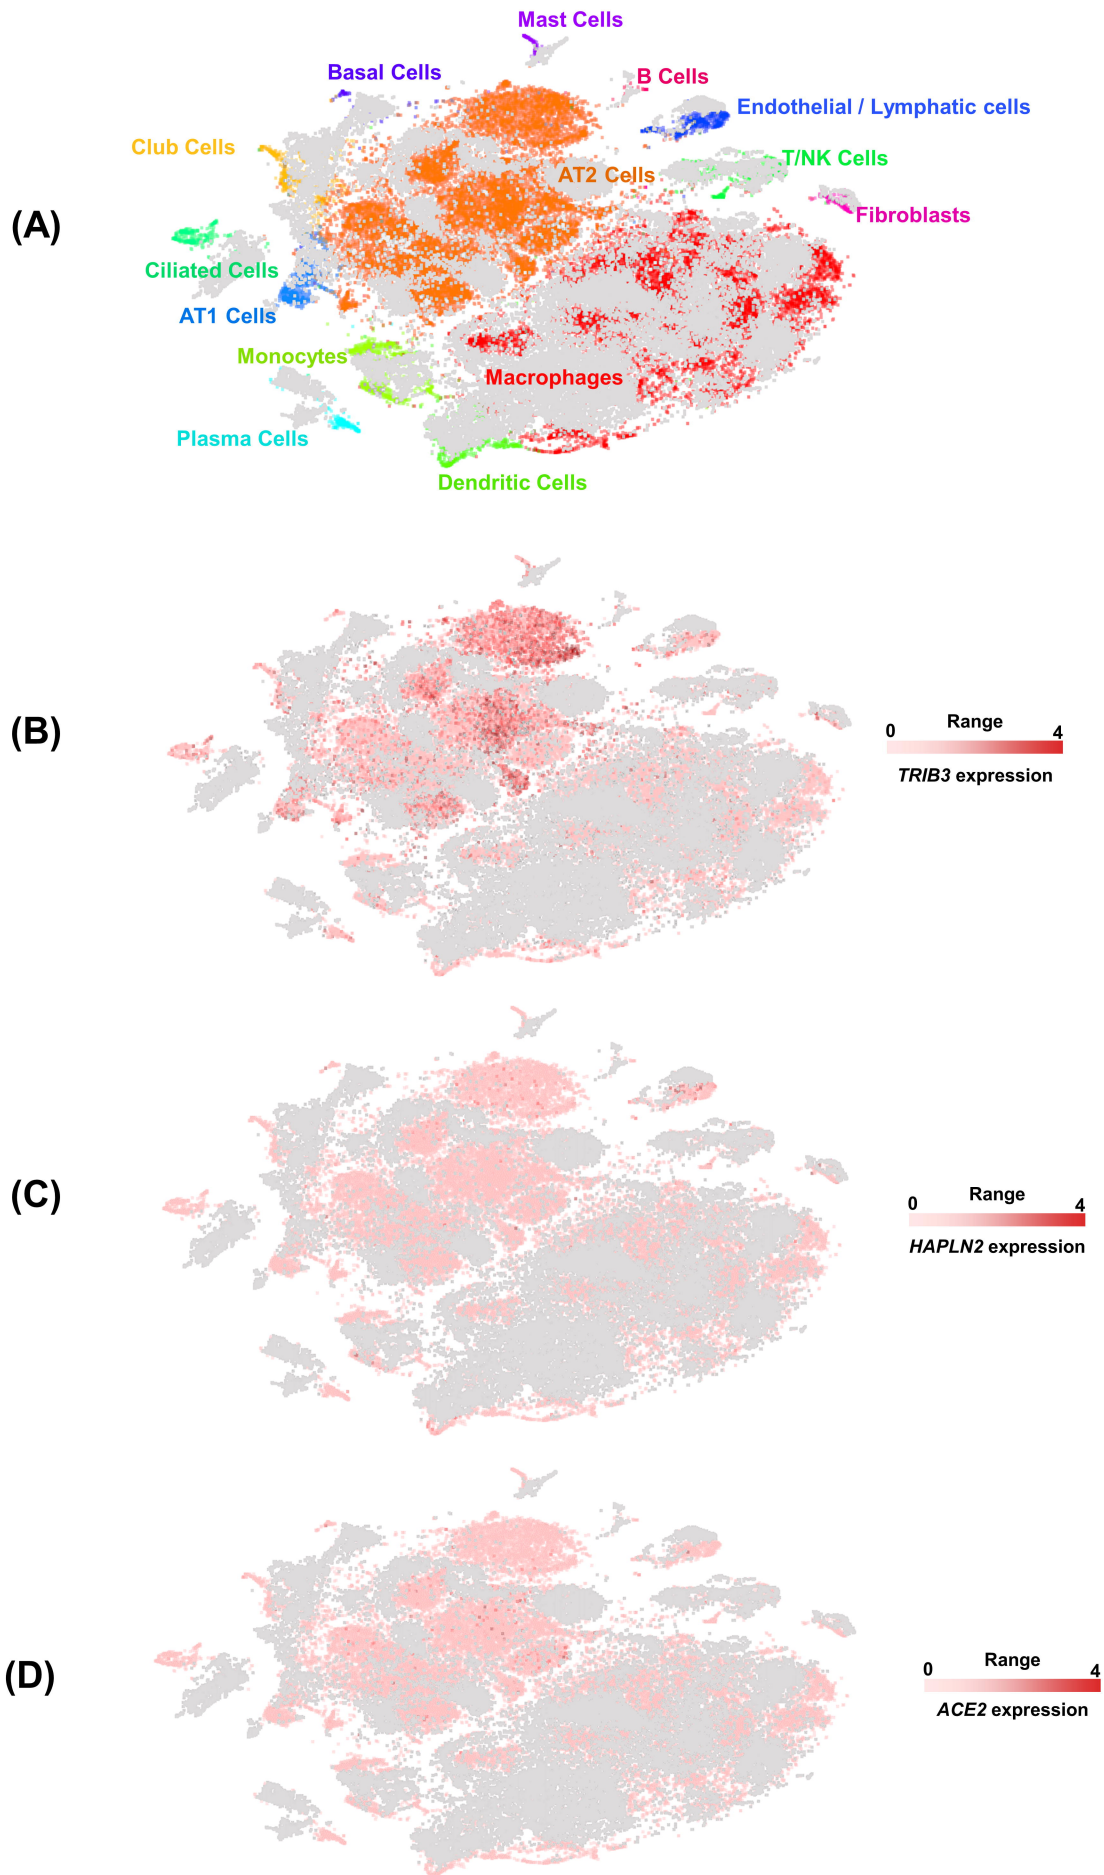 Mast Cells
Basal Cells
B Cells
Endothelial / Lymphatic cells
Club Cells
T/NK Cells
AT2 Cells
(A)
Fibroblasts
Ciliated Cells
AT1 Cells
Monocytes
Macrophages
Plasma Cells
Dendritic Cells
(B)
Range
0 4
TRIB3 expression
(C)
Range
0 4
HAPLN2 expression
(D)
Range
0 4
ACE2 expression